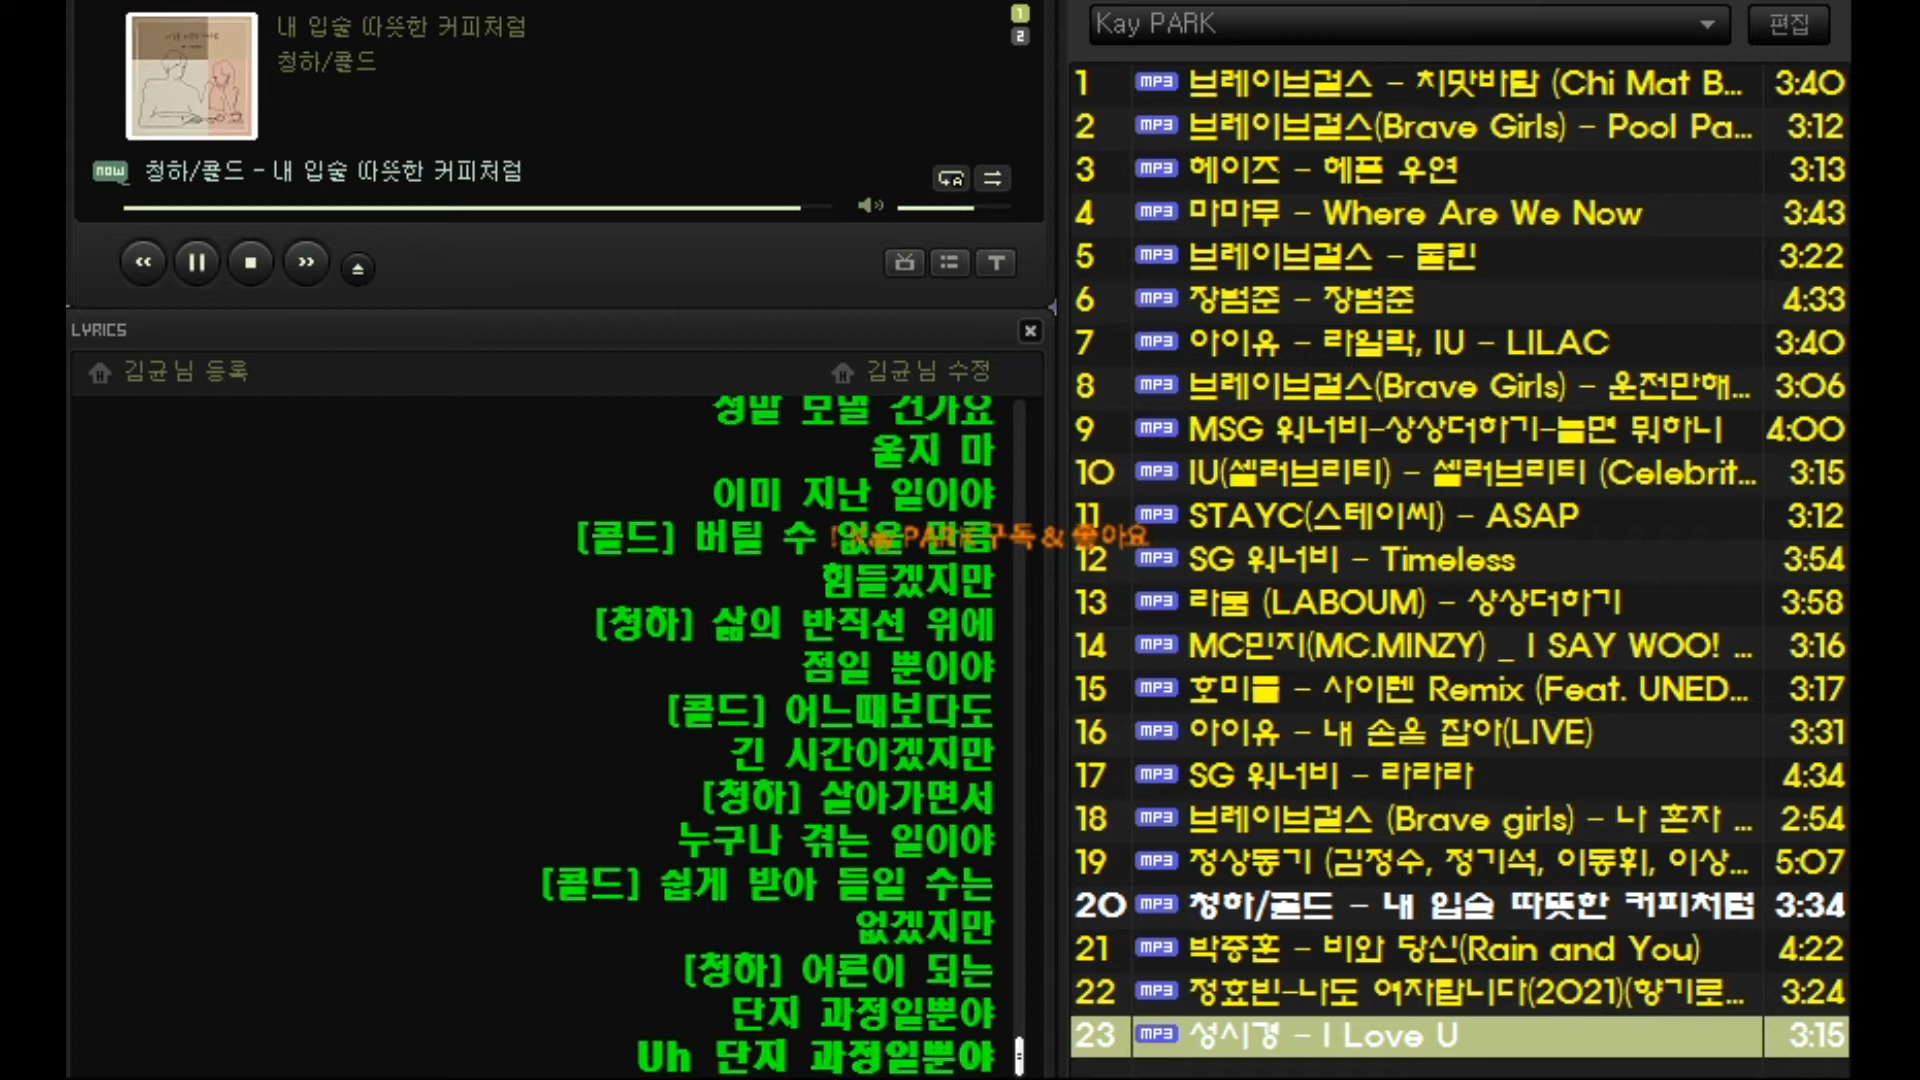 내 입술 따뜻한 커피처럼
청하/콜드
1
2
now 청하/콜드 - 내 입술 따뜻한 커피처럼
LYRICS
김균님 등록
김균님 수정
정말 모낼 건가요
울지 마
이미 지난 일이야
[콜드] 버틸 수 없을 만큼
Kay PARK 구독 & 좋아요
힘들겠지만
[청하] 삶의 반직선 위에
점일 뿐이야
[콜드] 어느때보다도
긴 시간이겠지만
[청하] 살아가면서
누구나 겪는 일이야
[콜드] 쉽게 받아 들일 수는
없겠지만
[청하] 어른이 되는
단지 과정일뿐야
Uh 단지 과정일뿐야
Kay PARK
편집
1 MP3 브레이브걸스 - 치맛바람 (Chi Mat B... 3:40
2 MP3 브레이브걸스(Brave Girls) - Pool Pa... 3:12
3 MP3 헤이즈 - 헤픈 우연 3:13
4 MP3 마마무 - Where Are We Now 3:43
5 MP3 브레이브걸스 - 돌린 3:22
6 MP3 장범준 - 장범준 4:33
7 MP3 아이유 - 라일락, IU - LILAC 3:40
8 MP3 브레이브걸스(Brave Girls) - 운전만해... 3:06
9 MP3 MSG 워너비-상상더하기-놀면 뭐하니 4:00
10 MP3 IU(셀러브리티) - 셀러브리티 (Celebrit... 3:15
11 MP3 STAYC(스테이씨) - ASAP 3:12
12 MP3 SG 워너비 - Timeless 3:54
13 MP3 라붐 (LABOUM) - 상상더하기 3:58
14 MP3 MC민지(MC.MINZY) _ I SAY WOO! ... 3:16
15 MP3 호미들 - 사이렌 Remix (Feat. UNED... 3:17
16 MP3 아이유 - 내 손을 잡아(LIVE) 3:31
17 MP3 SG 워너비 - 라라라 4:34
18 MP3 브레이브걸스 (Brave girls) - 나 혼자 ... 2:54
19 MP3 정상동기 (김정수, 정기석, 이동휘, 이상... 5:07
20 MP3 청하/콜드 - 내 입술 따뜻한 커피처럼 3:34
21 MP3 박중훈 - 비와 당신(Rain and You) 4:22
22 MP3 정효빈-나도 여자랍니다(2021)(향기로... 3:24
23 MP3 성시경 - I Love U 3:15